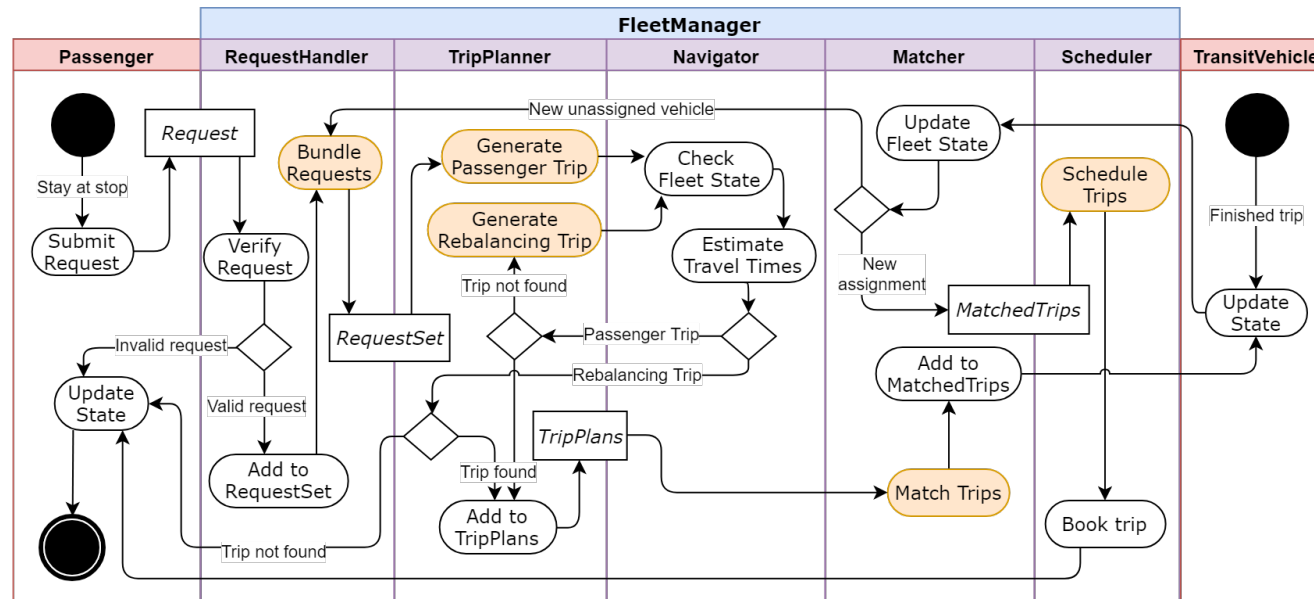 FleetManager
Passenger
RequestHandler
TripPlanner
Navigator
Matcher
Scheduler
TransitVehicle
Request
Stay at stop
Submit
Request
Invalid request
Update
State
Bundle
Requests
Verify
Request
RequestSet
Valid request
Add to
RequestSet
Trip not found
New unassigned vehicle
Generate
Passenger Trip
Generate
Rebalancing Trip
Trip not found
Trip found
Add to
TripPlans
TripPlans
Check
Fleet State
Estimate
Travel Times
Passenger Trip
Rebalancing Trip
Update
Fleet State
New
assignment
MatchedTrips
Add to
MatchedTrips
Match Trips
Schedule
Trips
Book trip
Finished trip
Update
State